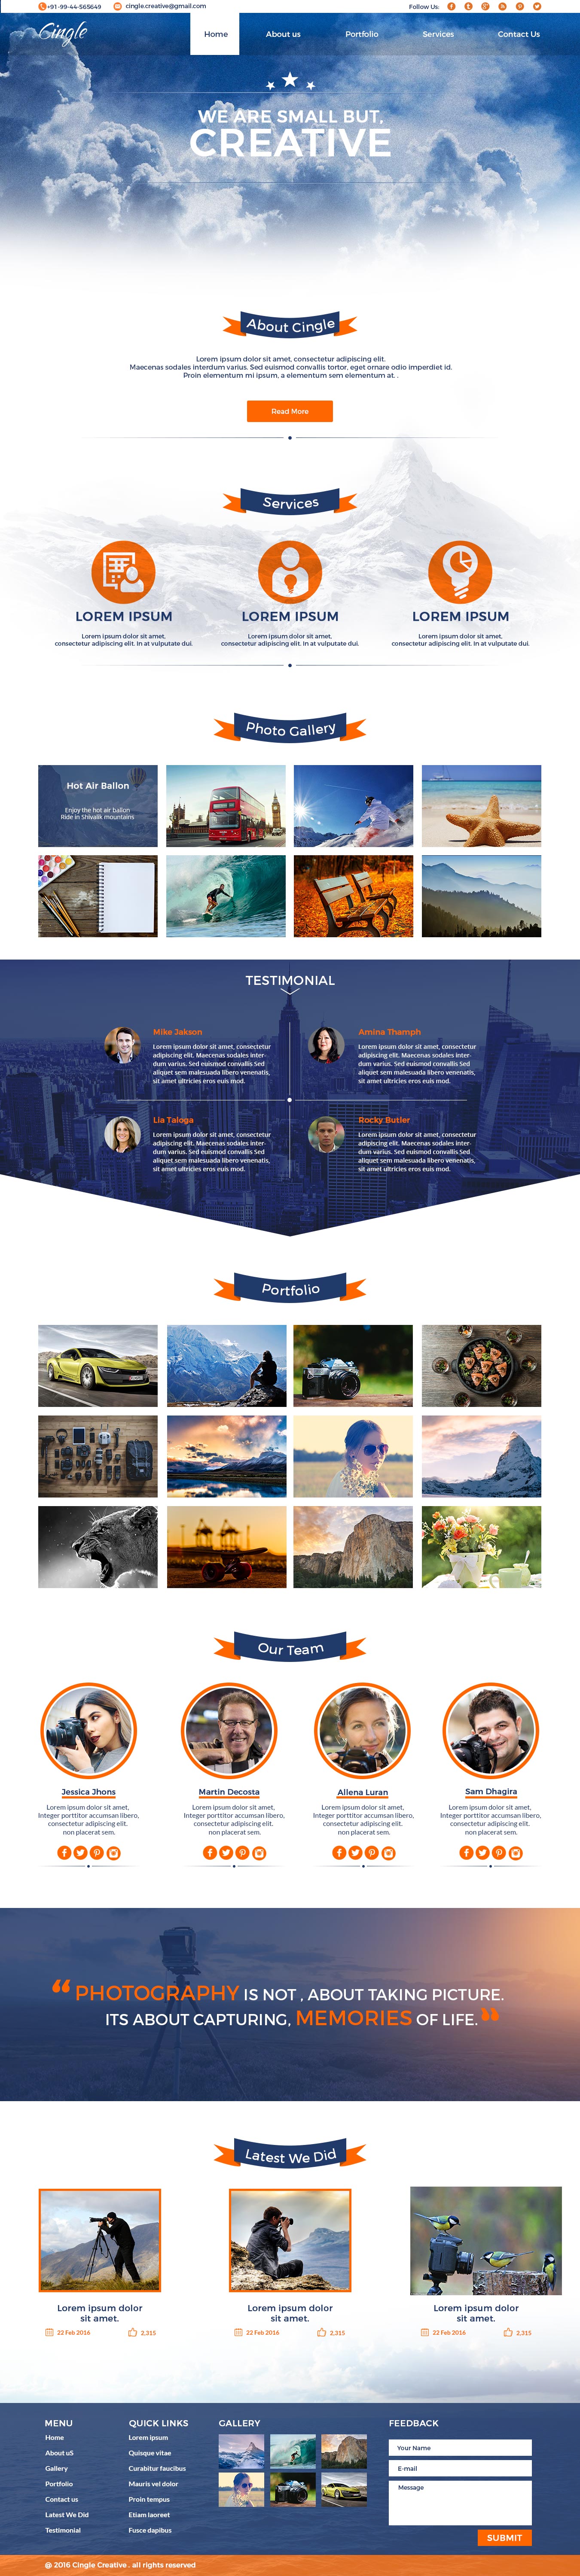 +91-99-44-565649
cingle.creative@gmail.com
Follow Us:
Cingle
Home
About us
Portfolio
Services
Contact Us
WE ARE SMALL BUT,
CREATIVE
About Cingle
Lorem ipsum dolor sit amet, consectetur adipiscing elit.
Maecenas sodales interdum varius. Sed euismod convallis tortor, eget ornare odio imperdiet id.
Proin elementum mi ipsum, a elementum sem elementum at. .
Read More
Services
LOREM IPSUM
Lorem ipsum dolor sit amet,
consectetur adipiscing elit. In at vulputate dui.
LOREM IPSUM
Lorem ipsum dolor sit amet,
consectetur adipiscing elit. In at vulputate dui.
LOREM IPSUM
Lorem ipsum dolor sit amet,
consectetur adipiscing elit. In at vulputate dui.
Photo Gallery
Hot Air Ballon
Enjoy the hot air ballon
Ride in Shivalik mountains
TESTIMONIAL
Mike Jakson
Lorem ipsum dolor sit amet, consectetur
adipiscing elit. Maecenas sodales inter-
dum varius. Sed euismod convallis Sed
aliquet sem malesuada libero venenatis,
sit amet ultricies eros euis mod.
Amina Thamph
Lorem ipsum dolor sit amet, consectetur
adipiscing elit. Maecenas sodales inter-
dum varius. Sed euismod convallis Sed
aliquet sem malesuada libero venenatis,
sit amet ultricies eros euis mod.
Lia Taloga
Lorem ipsum dolor sit amet, consectetur
adipiscing elit. Maecenas sodales inter-
dum varius. Sed euismod convallis Sed
aliquet sem malesuada libero venenatis,
sit amet ultricies eros euis mod.
Rocky Butler
Lorem ipsum dolor sit amet, consectetur
adipiscing elit. Maecenas sodales inter-
dum varius. Sed euismod convallis Sed
aliquet sem malesuada libero venenatis,
sit amet ultricies eros euis mod.
Portfolio
Our Team
Jessica Jhons
Lorem ipsum dolor sit amet,
Integer porttitor accumsan libero,
consectetur adipiscing elit.
non placerat sem.
Martin Decosta
Lorem ipsum dolor sit amet,
Integer porttitor accumsan libero,
consectetur adipiscing elit.
non placerat sem.
Allena Luran
Lorem ipsum dolor sit amet,
Integer porttitor accumsan libero,
consectetur adipiscing elit.
non placerat sem.
Sam Dhagira
Lorem ipsum dolor sit amet,
Integer porttitor accumsan libero,
consectetur adipiscing elit.
non placerat sem.
“ PHOTOGRAPHY IS NOT , ABOUT TAKING PICTURE.
ITS ABOUT CAPTURING, MEMORIES OF LIFE. ”
Latest We Did
Lorem ipsum dolor
sit amet.
22 Feb 2016
2,315
Lorem ipsum dolor
sit amet.
22 Feb 2016
2,315
Lorem ipsum dolor
sit amet.
22 Feb 2016
2,315
MENU
Home
About uS
Gallery
Portfolio
Contact us
Latest We Did
Testimonial
QUICK LINKS
Lorem ipsum
Quisque vitae
Curabitur faucibus
Mauris vel dolor
Proin tempus
Etiam laoreet
Fusce dapibus
GALLERY
FEEDBACK
Your Name
E-mail
Message
SUBMIT
@ 2016 Cingle Creative . all rights reserved